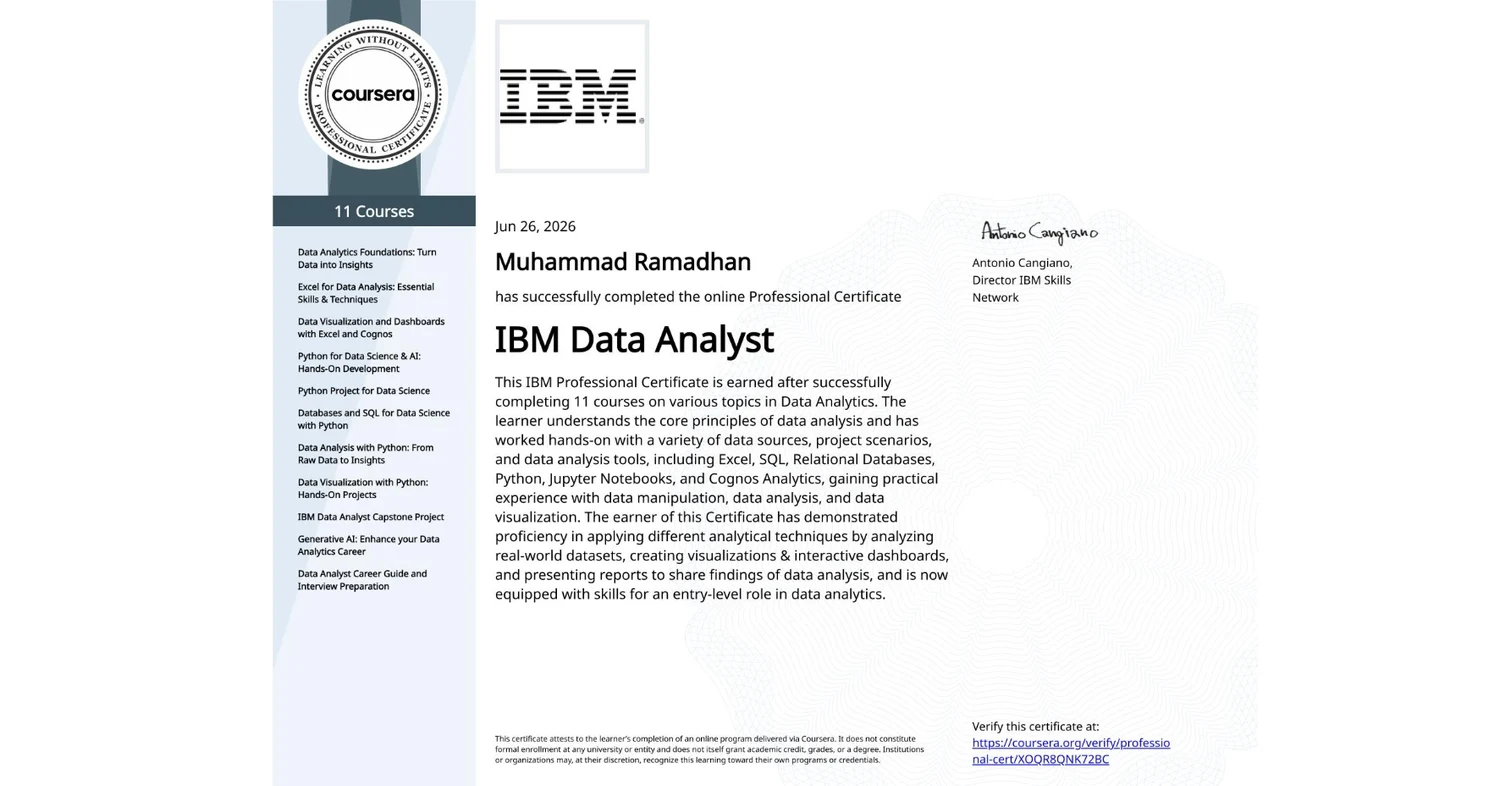 LEARNING WITHOUT LIMITS
coursera
PROFESSIONAL CERTIFICATE
11 Courses
Data Analytics Foundations: Turn
Data into Insights
Excel for Data Analysis: Essential
Skills & Techniques
Data Visualization and Dashboards
with Excel and Cognos
Python for Data Science & AI:
Hands-On Development
Python Project for Data Science
Databases and SQL for Data Science
with Python
Data Analysis with Python: From
Raw Data to Insights
Data Visualization with Python:
Hands-On Projects
IBM Data Analyst Capstone Project
Generative AI: Enhance your Data
Analytics Career
Data Analyst Career Guide and
Interview Preparation
IBM®
Jun 26, 2026
Muhammad Ramadhan
has successfully completed the online Professional Certificate
IBM Data Analyst
This IBM Professional Certificate is earned after successfully
completing 11 courses on various topics in Data Analytics. The
learner understands the core principles of data analysis and has
worked hands-on with a variety of data sources, project scenarios,
and data analysis tools, including Excel, SQL, Relational Databases,
Python, Jupyter Notebooks, and Cognos Analytics, gaining practical
experience with data manipulation, data analysis, and data
visualization. The earner of this Certificate has demonstrated
proficiency in applying different analytical techniques by analyzing
real-world datasets, creating visualizations & interactive dashboards,
and presenting reports to share findings of data analysis, and is now
equipped with skills for an entry-level role in data analytics.
Antonio Cangiano
Antonio Cangiano,
Director IBM Skills
Network
This certificate attests to the learner's completion of an online program delivered via Coursera. It does not constitute
formal enrollment at any university or entity and does not itself grant academic credit, grades, or a degree. Institutions
or organizations may, at their discretion, recognize this learning toward their own programs or credentials.
Verify this certificate at:
https://coursera.org/verify/professio
nal-cert/XOQR8QNK72BC